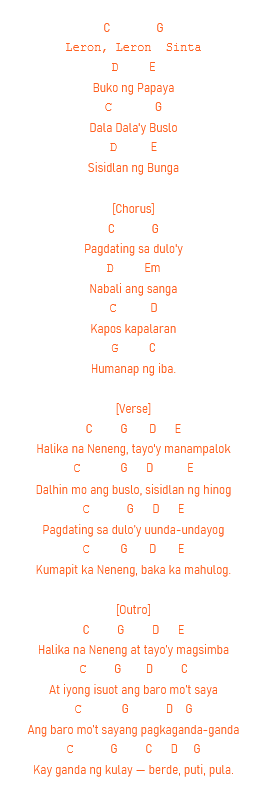 C G
Leron, Leron Sinta
D E
Buko ng Papaya
C G
Dala Dala'y Buslo
D E
Sisidlan ng Bunga
[Chorus]
C G
Pagdating sa dulo'y
D Em
Nabali ang sanga
C D
Kapos kapalaran
G C
Humanap ng iba.
[Verse]
C G D E
Halika na Neneng, tayo'y manampalok
C G D E
Dalhin mo ang buslo, sisidlan ng hinog
C G D E
Pagdating sa dulo'y uunda-undayog
C G D E
Kumapit ka Neneng, baka ka mahulog.
[Outro]
C G D E
Halika na Neneng at tayo'y magsimba
C G D C
At iyong isuot ang baro mo't saya
C G D G
Ang baro mo't sayang pagkaganda-ganda
C G C D G
Kay ganda ng kulay — berde, puti, pula.